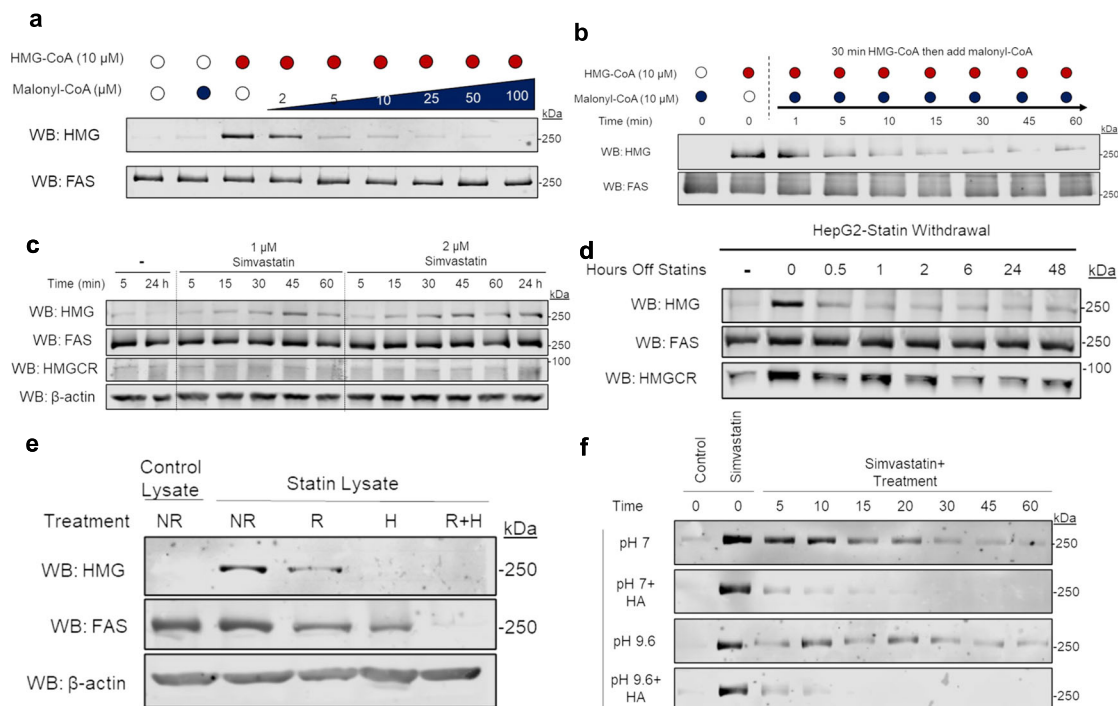 a
HMG-CoA (10 µM)
Malonyl-CoA (µM)
2 5 10 25 50 100
kDa
WB: HMG
-250
WB: FAS
-250
b
30 min HMG-CoA then add malonyl-CoA
HMG-CoA (10 µM)
Malonyl-CoA (10 µM)
Time (min) 0 0 1 5 10 15 30 45 60
kDa
WB: HMG
-250
WB: FAS
-250
c
- 1 µM Simvastatin 2 µM Simvastatin
Time (min) 5 24 h 5 15 30 45 60 5 15 30 45 60 24 h
kDa
WB: HMG
-250
WB: FAS
-250
WB: HMGCR
-100
WB: β-actin
d
HepG2-Statin Withdrawal
Hours Off Statins - 0 0.5 1 2 6 24 48 kDa
WB: HMG
-250
WB: FAS
-250
WB: HMGCR
-100
e
Control Lysate
Statin Lysate
Treatment NR NR R H R+H kDa
WB: HMG
-250
WB: FAS
-250
WB: β-actin
f
Control
Simvastatin
Simvastatin+
Treatment
Time 0 0 5 10 15 20 30 45 60
kDa
pH 7
-250
pH 7+
HA
-250
pH 9.6
-250
pH 9.6+
HA
-250